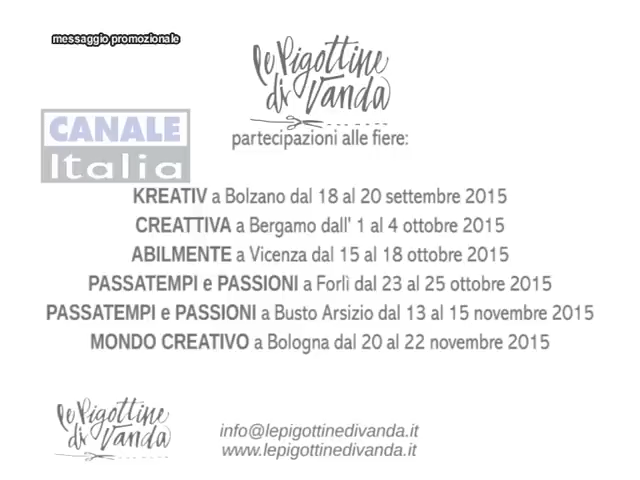 messaggio promozionale
le Pigottine
di Vanda
partecipazioni alle fiere:
CANALE
Italia
KREATIV a Bolzano dal 18 al 20 settembre 2015
CREATTIVA a Bergamo dall' 1 al 4 ottobre 2015
ABILMENTE a Vicenza dal 15 al 18 ottobre 2015
PASSATEMPI e PASSIONI a Forlì dal 23 al 25 ottobre 2015
PASSATEMPI e PASSIONI a Busto Arsizio dal 13 al 15 novembre 2015
MONDO CREATIVO a Bologna dal 20 al 22 novembre 2015
le Pigottine
di Vanda
info@lepigottinedivanda.it
www.lepigottinedivanda.it